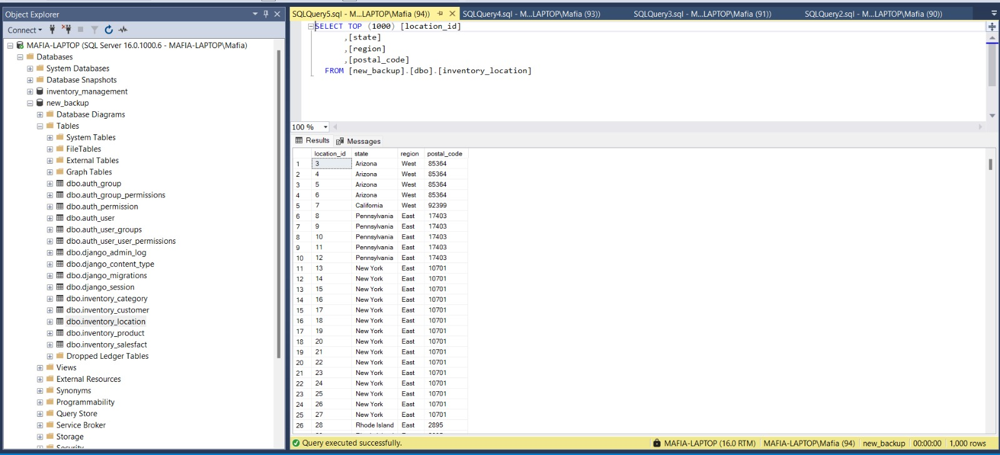 Object Explorer
Connect
MAFIA-LAPTOP (SQL Server 16.0.1000.6 - MAFIA-LAPTOP\Mafia)
Databases
System Databases
Database Snapshots
inventory_management
new_backup
Database Diagrams
Tables
System Tables
FileTables
External Tables
Graph Tables
dbo.auth_group
dbo.auth_group_permissions
dbo.auth_permission
dbo.auth_user
dbo.auth_user_groups
dbo.auth_user_user_permissions
dbo.django_admin_log
dbo.django_content_type
dbo.django_migrations
dbo.django_session
dbo.inventory_category
dbo.inventory_customer
dbo.inventory_location
dbo.inventory_product
dbo.inventory_salesfact
Dropped Ledger Tables
Views
External Resources
Synonyms
Programmability
Query Store
Service Broker
Storage
Security
SQLQuery5.sql - M...LAPTOP\Mafia (94)) SQLQuery4.sql - M...LAPTOP\Mafia (93)) SQLQuery3.sql - M...LAPTOP\Mafia (91)) SQLQuery2.sql - M...LAPTOP\Mafia (90))
SELECT TOP (1000) [location_id]
,[state]
,[region]
,[postal_code]
FROM [new_backup].[dbo].[inventory_location]
100 %
Results Messages
location_id state region postal_code
1 3 Arizona West 85364
2 4 Arizona West 85364
3 5 Arizona West 85364
4 6 Arizona West 85364
5 7 California West 92399
6 8 Pennsylvania East 17403
7 9 Pennsylvania East 17403
8 10 Pennsylvania East 17403
9 11 Pennsylvania East 17403
10 12 Pennsylvania East 17403
11 13 New York East 10701
12 14 New York East 10701
13 15 New York East 10701
14 16 New York East 10701
15 17 New York East 10701
16 18 New York East 10701
17 19 New York East 10701
18 20 New York East 10701
19 21 New York East 10701
20 22 New York East 10701
21 23 New York East 10701
22 24 New York East 10701
23 25 New York East 10701
24 26 New York East 10701
25 27 New York East 10701
26 28 Rhode Island East 2895
Query executed successfully. MAFIA-LAPTOP (16.0 RTM) MAFIA-LAPTOP\Mafia (94) new_backup 00:00:00 1,000 rows